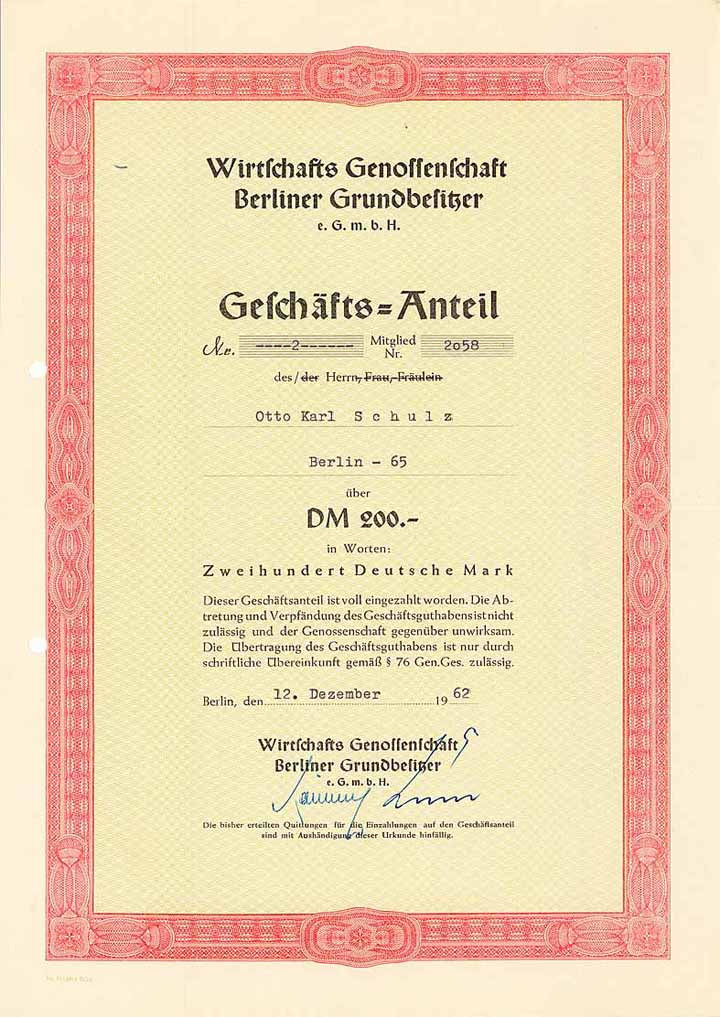 Wirtſchafts Genoſſenſchaft
Berliner Grundbeſitzer
e. G. m. b. H.
Geſchäfts=Anteil
No. ----2------ Mitglied Nr. 2o58
des/der Herrn, Frau, Fräulein
Otto Karl S c h u l z
Berlin - 65
über
DM 200.-
in Worten:
Zweihundert Deutsche Mark
Dieser Geschäftsanteil ist voll eingezahlt worden. Die Ab-
tretung und Verpfändung des Geschäftsguthabens ist nicht
zulässig und der Genossenschaft gegenüber unwirksam.
Die Übertragung des Geschäftsguthabens ist nur durch
schriftliche Übereinkunft gemäß § 76 Gen.Ges. zulässig.
Berlin, den 12. Dezember 19 62
Wirtſchafts Genoſſenſchaft
Berliner Grundbeſitzer
e. G. m. b. H.
Die bisher erteilten Quittungen für die Einzahlungen auf den Geschäftsanteil
sind mit Aushändigung dieser Urkunde hinfällig.